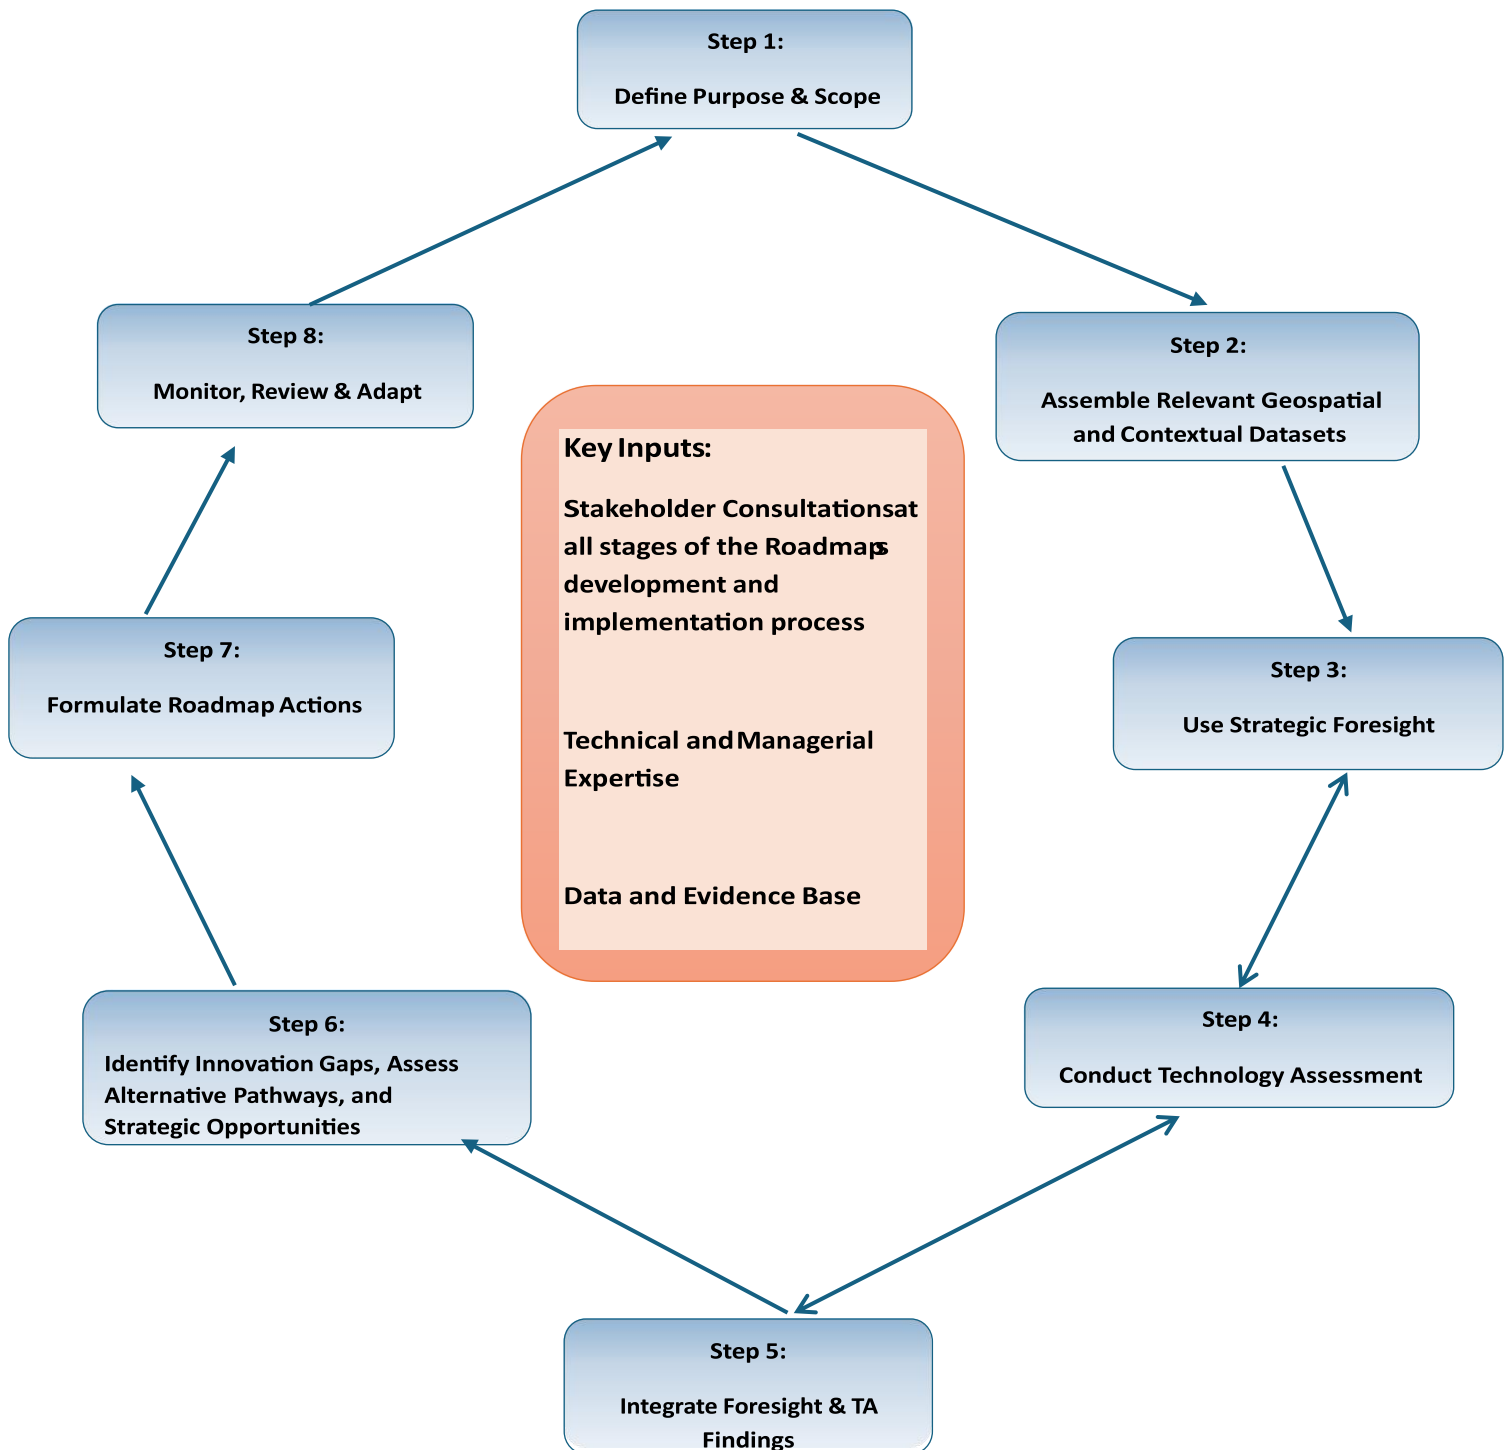 Step 1:
Define Purpose & Scope
Step 2:
Assemble Relevant Geospatial
and Contextual Datasets
Step 3:
Use Strategic Foresight
Step 4:
Conduct Technology Assessment
Step 5:
Integrate Foresight & TA
Findings
Step 6:
Identify Innovation Gaps, Assess
Alternative Pathways, and
Strategic Opportunities
Step 7:
Formulate Roadmap Actions
Step 8:
Monitor, Review & Adapt
Key Inputs:
Stakeholder Consultationsat
all stages of the Roadmaps
development and
implementation process
Technical and Managerial
Expertise
Data and Evidence Base